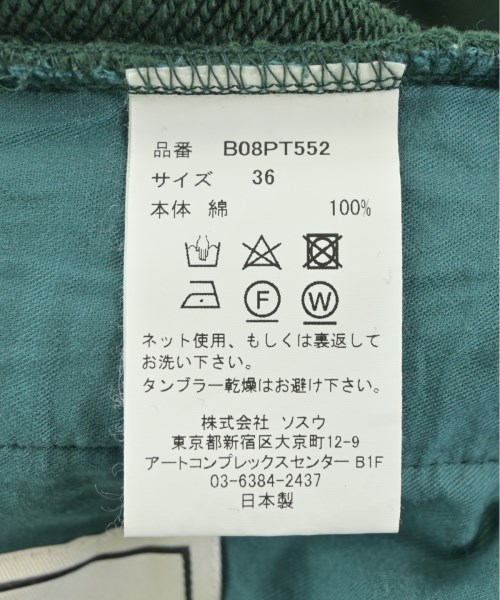 品番 B08PT552
サイズ 36
本体 綿 100%
F W
ネット使用、もしくは裏返して
お洗い下さい。
タンブラー乾燥はお避け下さい。
株式会社 ソスウ
東京都新宿区大京町12-9
アートコンプレックスセンター B1F
03-6384-2437
日本製